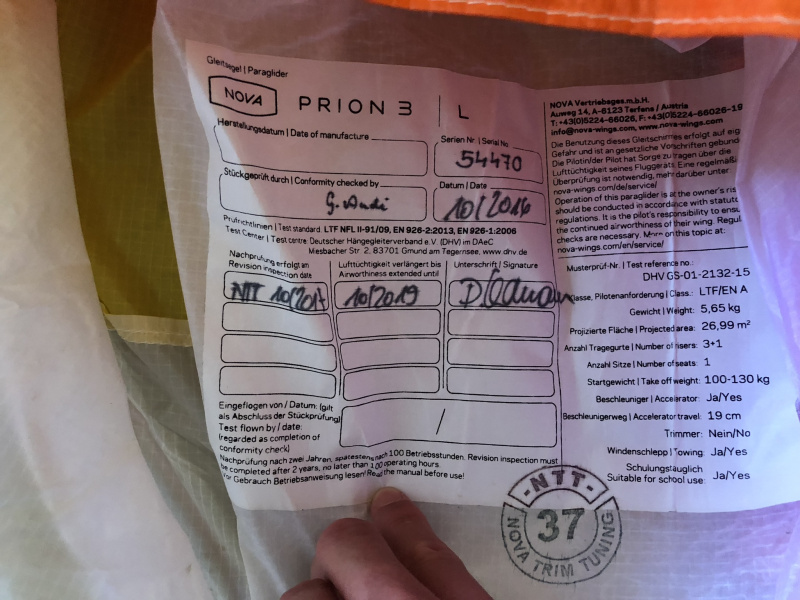 Gleitsegel | Paraglider
NOVA PRION 3 | L
Herstellungsdatum | Date of manufacture
Serien Nr. | Serial No.
54470
Stückgeprüft durch | Conformity checked by
Datum | Date
10/2016
Prüfrichtlinien | Test standard LTF NFL II-91/09, EN 926-2:2013, EN 926-1:2006
Test Center | Test centre Deutscher Hängegleiterverband e.V. (DHV) im DAeC
Miesbacher Str. 2, 83701 Gmund am Tegernsee, www.dhv.de
Nachprüfung erfolgt am
Revision inspection date
Lufttüchtigkeit verlängert bis
Airworthiness extended until
Unterschrift / Signature
NTT 10/2017
10/2019
Eingeflogen von / Datum: (gilt
als Abschluss der Stückprüfung)
Test flown by / date:
(regarded as completion of
conformity check)
/
Nachprüfung nach zwei Jahren, spätestens nach 100 Betriebsstunden. Revision inspection must
be completed after 2 years, no later than 100 operating hours.
Vor Gebrauch Betriebsanweisung lesen! Read the manual before use!
NOVA Vertriebsges.m.b.H.
Auweg 14, A-6123 Terfens / Austria
T: +43(0)5224-66026, F: +43(0)5224-66026-19
info@nova-wings.com, www.nova-wings.com
Die Benutzung dieses Gleitschirmes erfolgt auf eig
Gefahr und ist an gesetzliche Vorschriften gebund
Die Pilotin/der Pilot hat Sorge zu tragen über die
Lufttüchtigkeit seines Fluggeräts. Eine regelmäßi
Überprüfung ist notwendig, mehr darüber unter
nova-wings.com/de/service/
Operation of this paraglider is at the owner's ris
should be conducted in accordance with statuto
regulations. It is the pilot's responsibility to ensu
the continued airworthiness of their wing. Regul
checks are necessary. More on this topic at:
nova-wings.com/en/service/
Musterprüf-Nr. | Test reference no.:
DHV GS-01-2132-15
Klasse, Pilotenanforderung | Class.: LTF/EN A
Gewicht | Weight: 5,65 kg
Projizierte Fläche | Projected area: 26,99 m²
Anzahl Tragegurte | Number of risers: 3+1
Anzahl Sitze | Number of seats: 1
Startgewicht | Take off weight: 100-130 kg
Beschleuniger | Accelerator: Ja/Yes
Beschleunigerweg | Accelerator travel: 19 cm
Trimmer: Nein/No
Windenschlepp | Towing: Ja/Yes
Schulungstauglich
Suitable for school use: Ja/Yes
-NTT-
37
NOVA TRIM TUNING